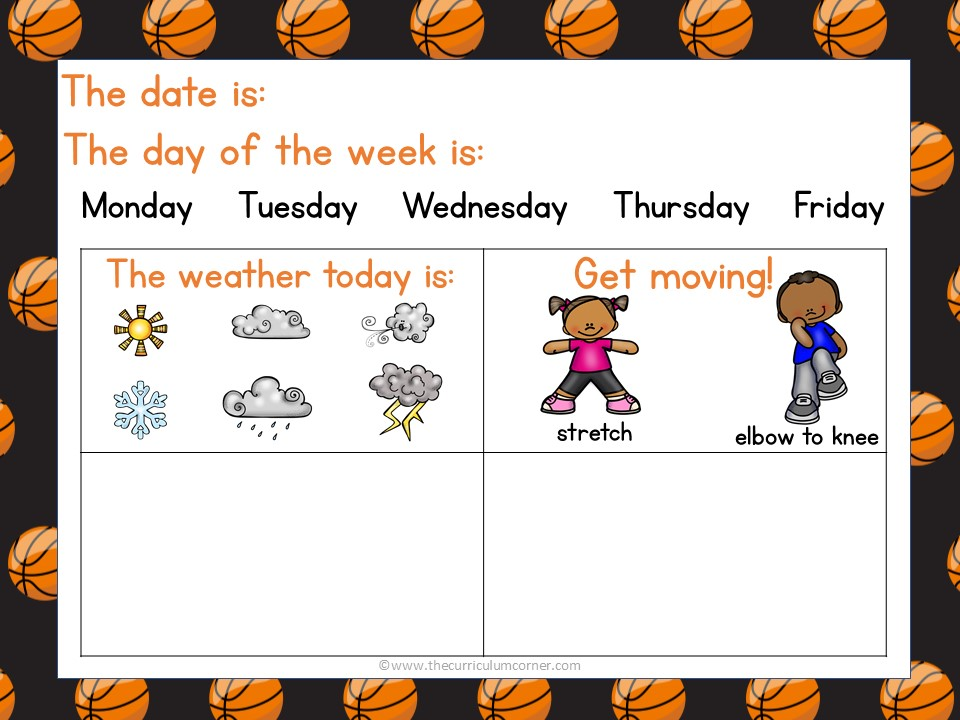 The date is:
The day of the week is:
Monday Tuesday Wednesday Thursday Friday
The weather today is:
Get moving!
stretch
elbow to knee
©www.thecurriculumcorner.com